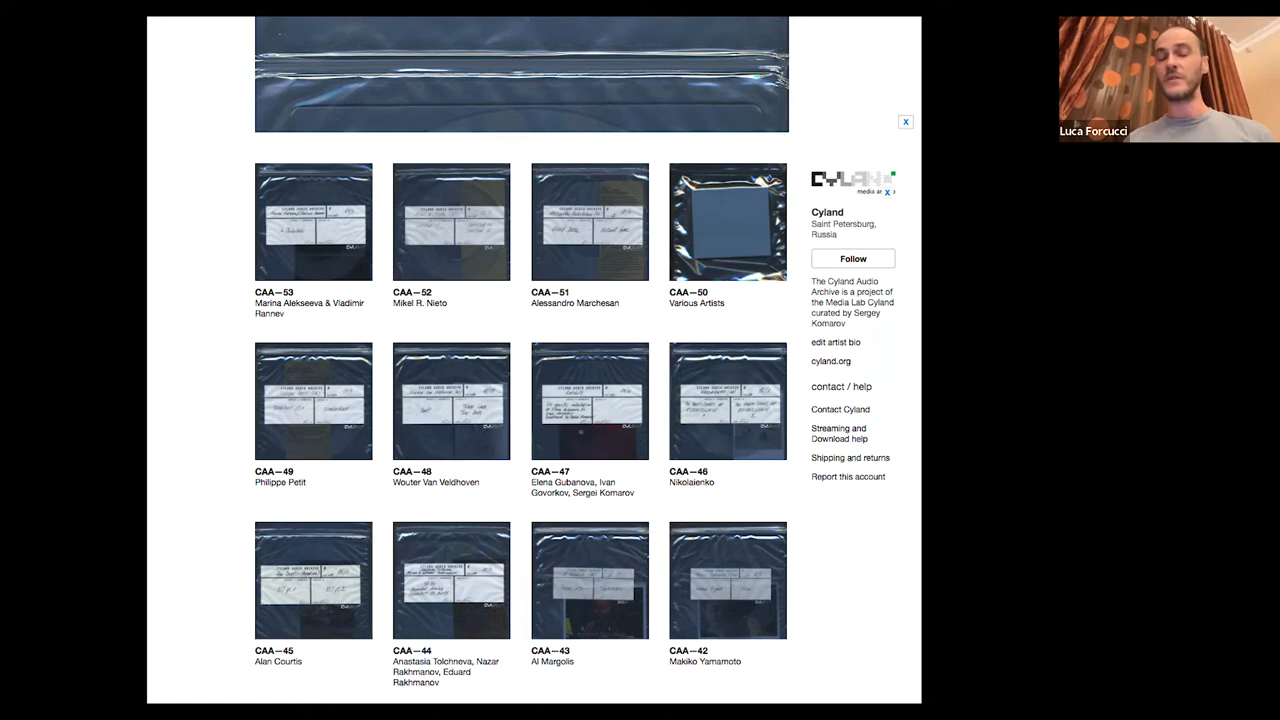 Luca Forcucci
X
CYLAND
media ar x ›
Cyland
Saint Petersburg,
Russia
Follow
The Cyland Audio
Archive is a project of
the Media Lab Cyland
curated by Sergey
Komarov
edit artist bio
cyland.org
contact / help
Contact Cyland
Streaming and
Download help
Shipping and returns
Report this account
CAA—53
Marina Alekseeva & Vladimir
Rannev
CAA—52
Mikel R. Nieto
CAA—51
Alessandro Marchesan
CAA—50
Various Artists
CAA—49
Philippe Petit
CAA—48
Wouter Van Veldhoven
CAA—47
Elena Gubanova, Ivan
Govorkov, Sergei Komarov
CAA—46
Nikolaienko
CAA—45
Alan Courtis
CAA—44
Anastasia Tolchneva, Nazar
Rakhmanov, Eduard
Rakhmanov
CAA—43
Al Margolis
CAA—42
Makiko Yamamoto